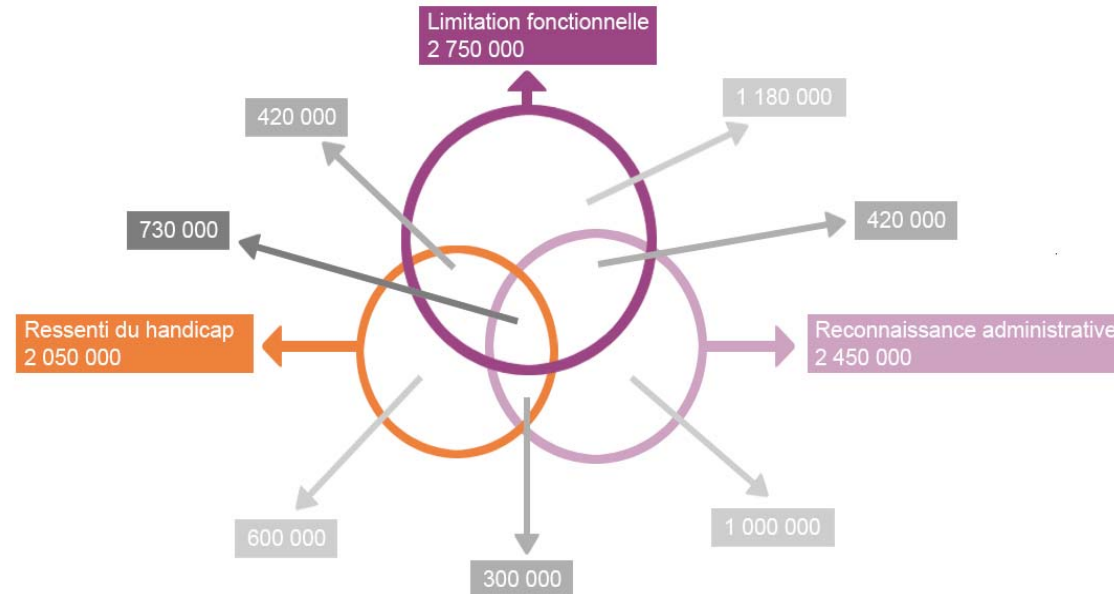 Limitation fonctionnelle
2 750 000
1 180 000
420 000
730 000
420 000
Ressenti du handicap
2 050 000
Reconnaissance administrative
2 450 000
600 000
1 000 000
300 000